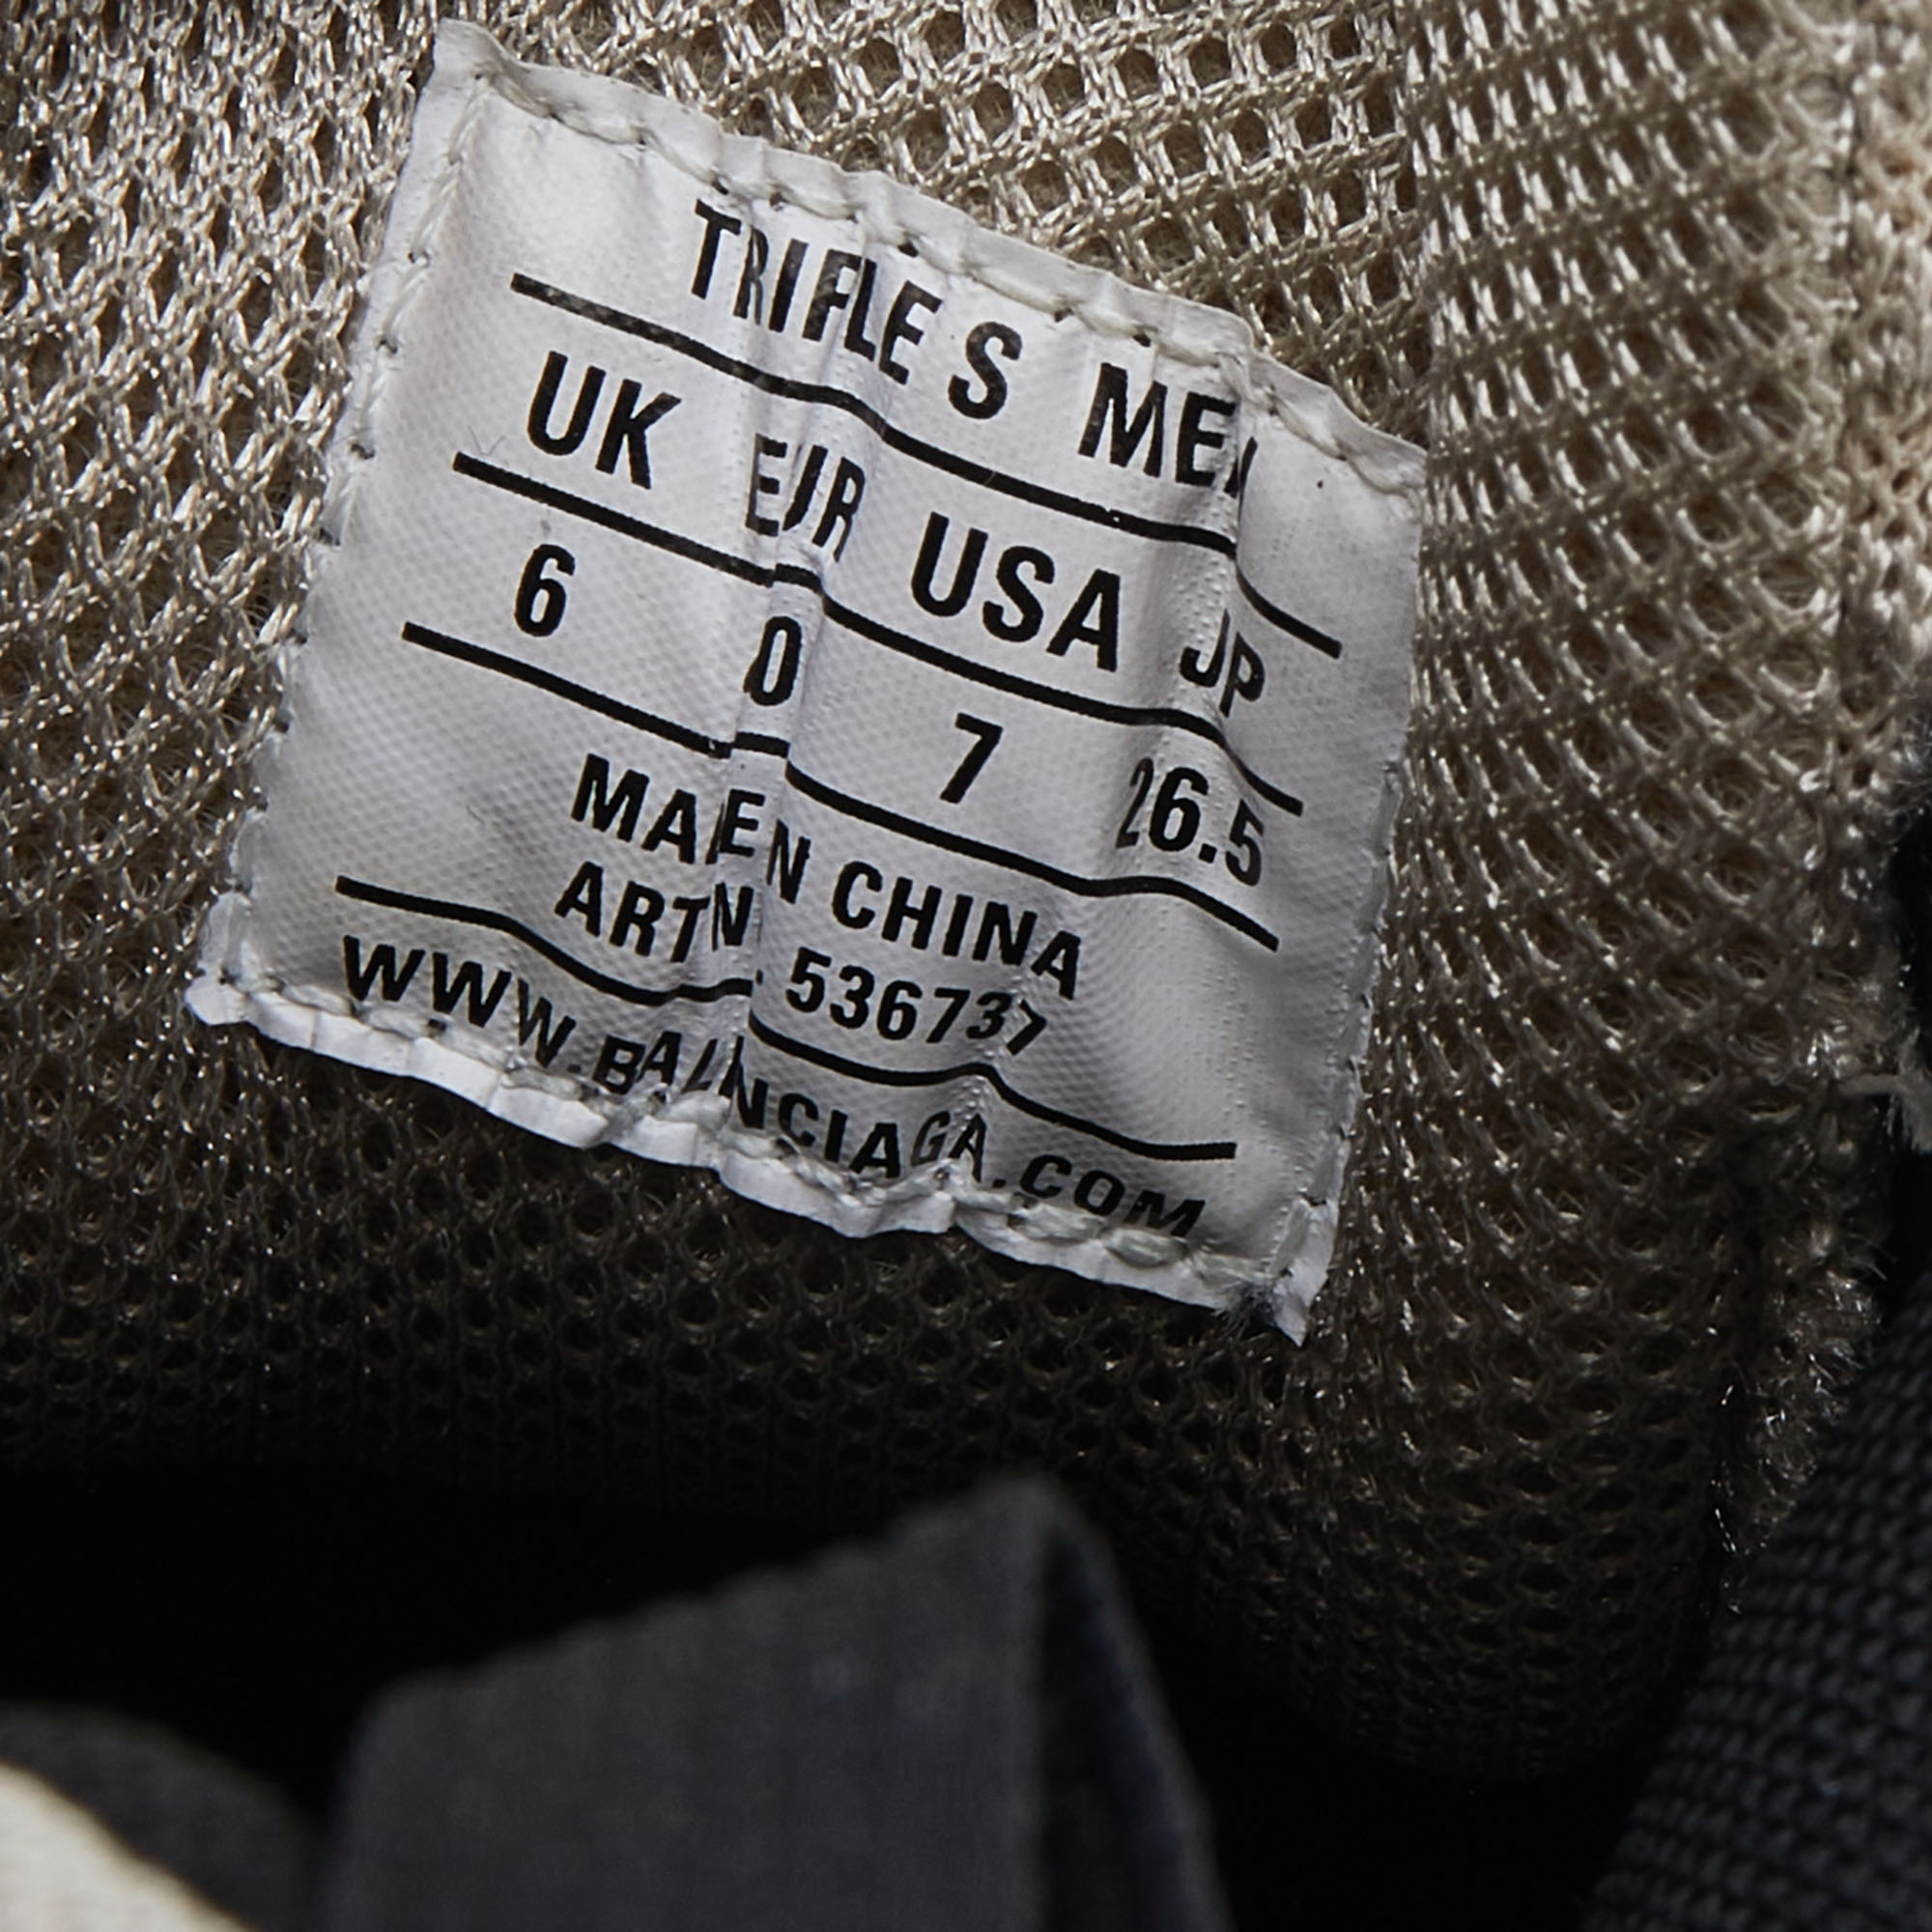 TRIPLE S MEN
UK EUR USA JP
6 40 7 26.5
MADE IN CHINA
ART N. 536737
WWW.BALENCIAGA.COM